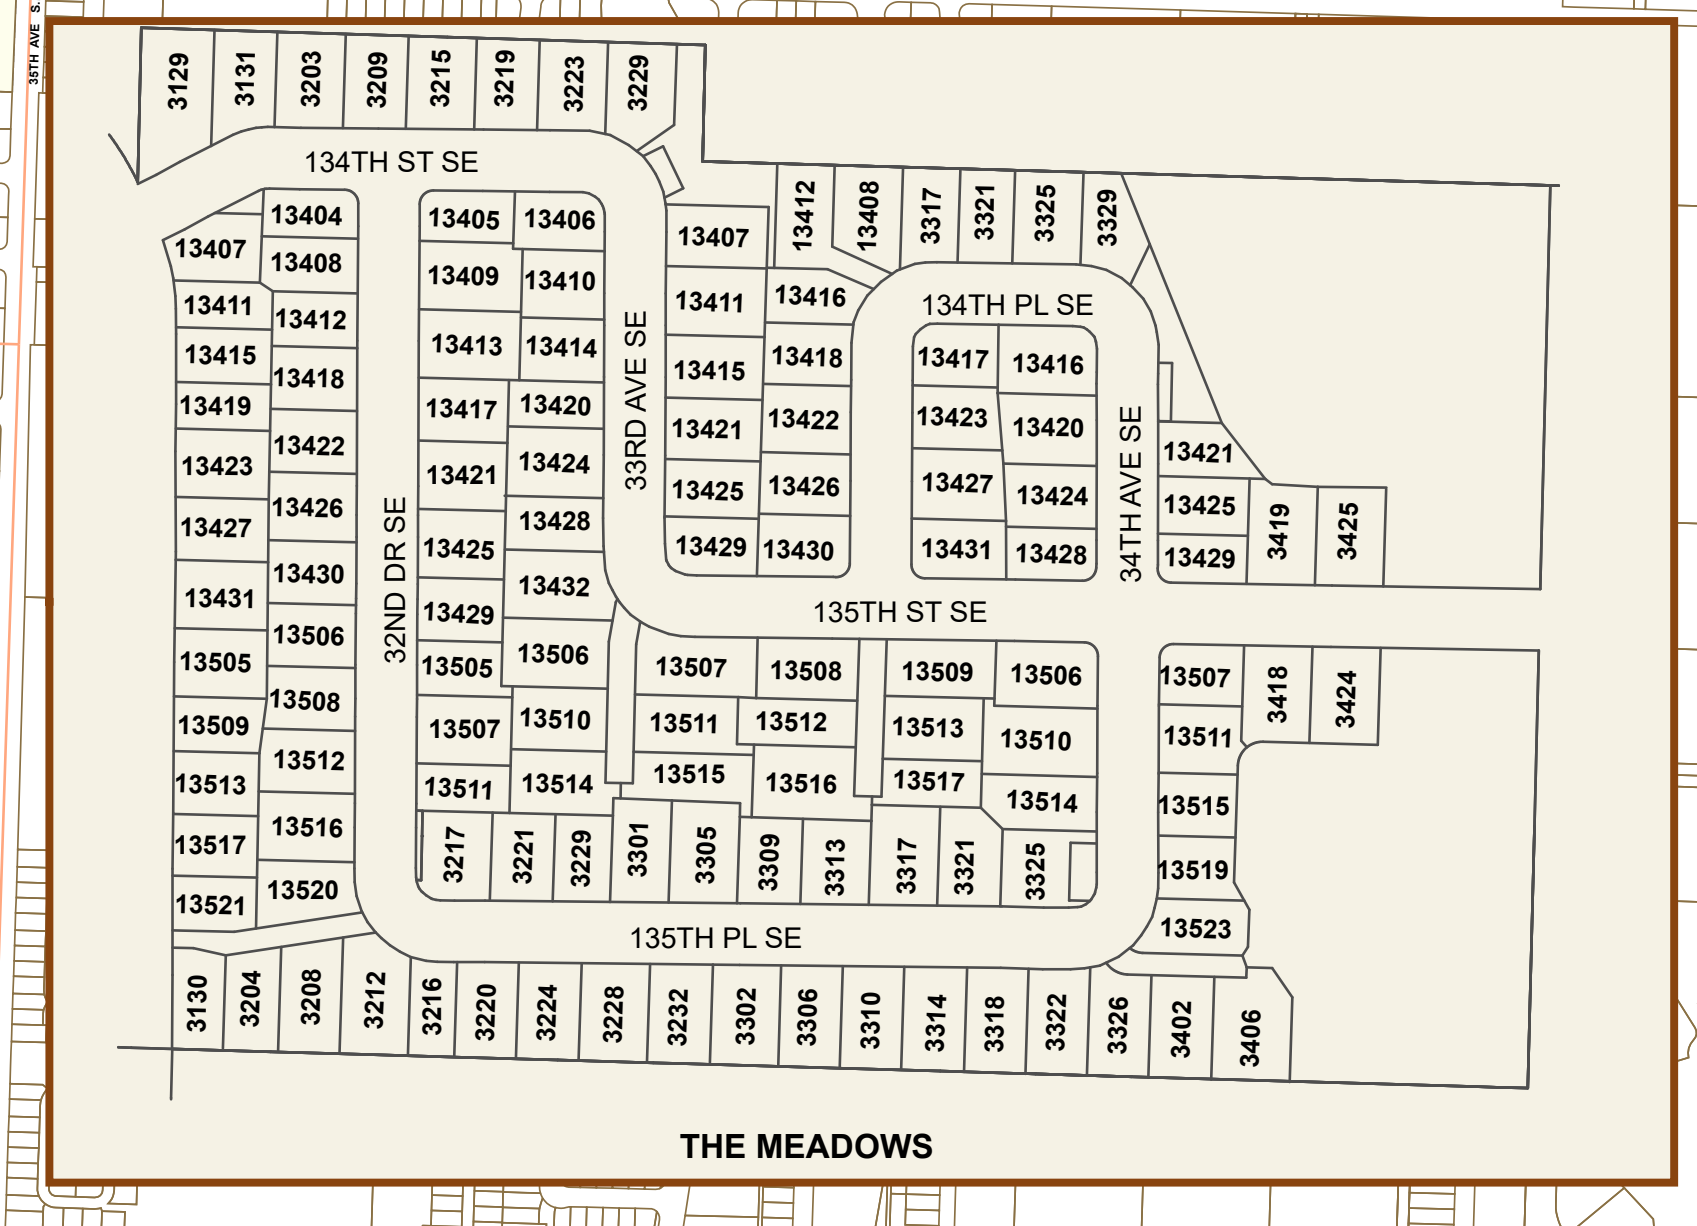 35TH AVE S.
3129 3131 3203 3209 3215 3219 3223 3229
134TH ST SE
13412 13408 3317 3321 3325 3329
13404 13405 13406
13407 13407
13408 13409 13410
134TH PL SE
13411 13412 13411 13416
13415 13418 13413 13414 13415 13418 13417 13416
13419 13417 13420 13421 13422 13423 13420
33RD AVE SE
34TH AVE SE
13423 13422 13421 13424 13425 13426 13427 13424 13421
13427 13426 13425 13428 13429 13430 13431 13428 13425 13429 3419 3425
32ND DR SE
13431 13430 13429 13432
135TH ST SE
13505 13506 13505 13506 13507 13508 13509 13506 13507 3418 3424
13509 13508 13507 13510 13511 13512 13513 13510 13511
13513 13512 13511 13514 13515 13516 13517 13514 13515
13517 13516 3217 3221 3229 3301 3305 3309 3313 3317 3321 3325 13519
13521 13520 13523
135TH PL SE
3130 3204 3208 3212 3216 3220 3224 3228 3232 3302 3306 3310 3314 3318 3322 3326 3402 3406
THE MEADOWS